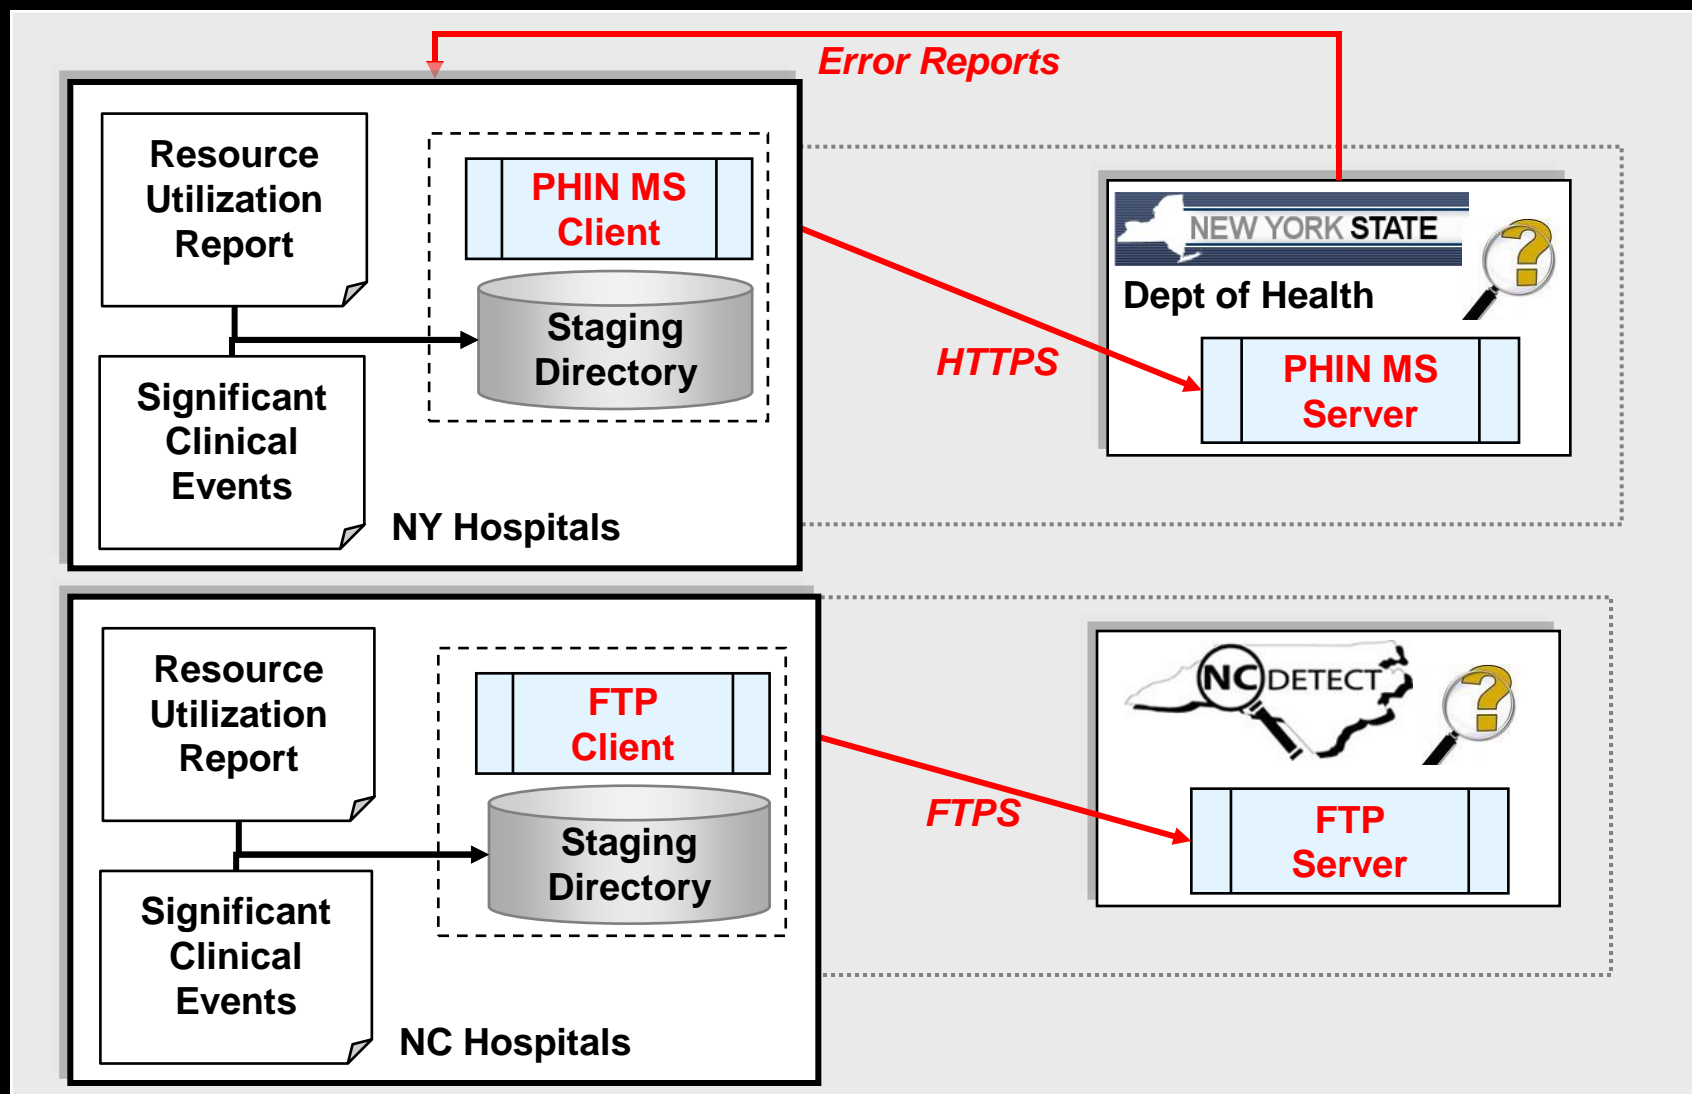 Error Reports
Resource
Utilization
Report
PHIN MS
Client
Staging
Directory
Significant
Clinical
Events
NY Hospitals
HTTPS
NEW YORK STATE
Dept of Health
PHIN MS
Server
Resource
Utilization
Report
FTP
Client
Staging
Directory
Significant
Clinical
Events
NC Hospitals
FTPS
NC DETECT
FTP
Server